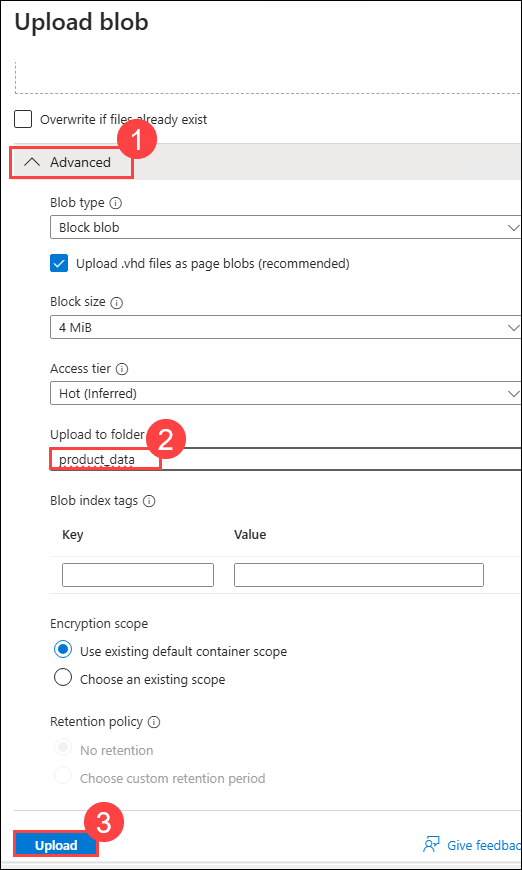 Upload blob
Overwrite if files already exist
1
Advanced
Blob type
Block blob
Upload .vhd files as page blobs (recommended)
Block size
4 MiB
Access tier
Hot (Inferred)
Upload to folder
2
product_data
Blob index tags
Key Value
Encryption scope
Use existing default container scope
Choose an existing scope
Retention policy
No retention
Choose custom retention period
3
Upload Give feedbac